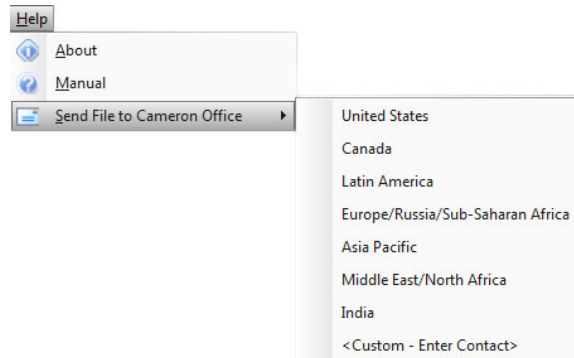 Help
About
Manual
Send File to Cameron Office
United States
Canada
Latin America
Europe/Russia/Sub-Saharan Africa
Asia Pacific
Middle East/North Africa
India
<Custom - Enter Contact>